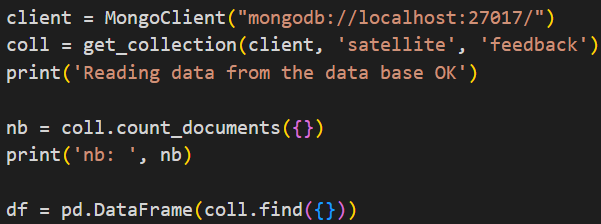 client = MongoClient("mongodb://localhost:27017/")
coll = get_collection(client, 'satellite', 'feedback')
print('Reading data from the data base OK')
nb = coll.count_documents({})
print('nb: ', nb)
df = pd.DataFrame(coll.find({}))